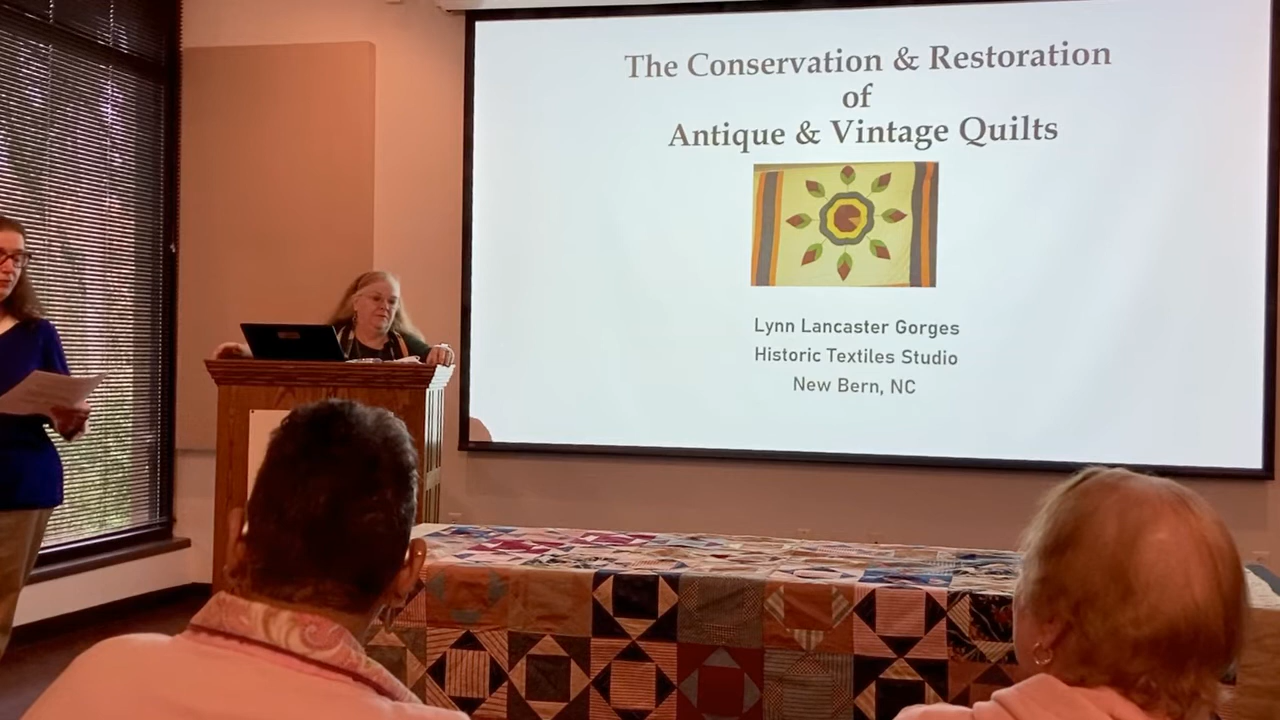 The Conservation & Restoration
of
Antique & Vintage Quilts
Lynn Lancaster Gorges
Historic Textiles Studio
New Bern, NC